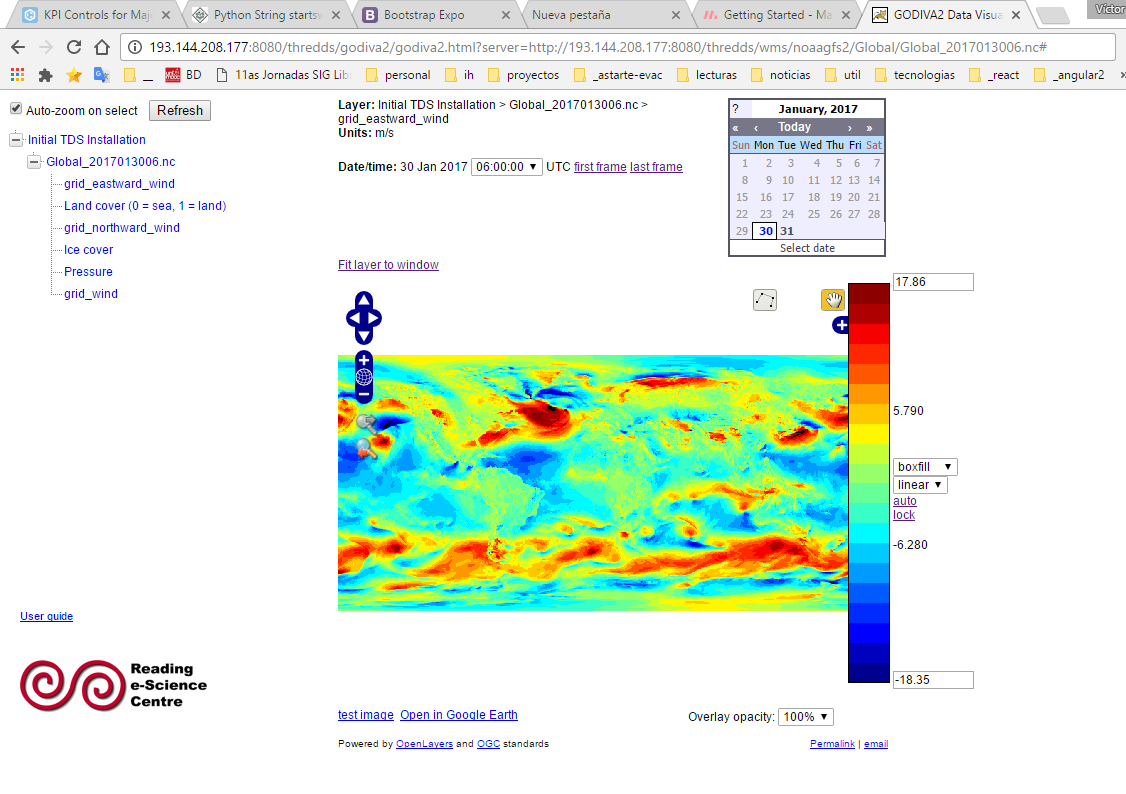 KPI Controls for Maj
Python String startsw
Bootstrap Expo
Nueva pestaña
Getting Started - Ma
GODIVA2 Data Visua
Víctor
193.144.208.177:8080/thredds/godiva2/godiva2.html?server=http://193.144.208.177:8080/thredds/wms/noaagfs2/Global/Global_2017013006.nc#
__ BD 11as Jornadas SIG Lib personal ih proyectos _astarte-evac lecturas noticias util tecnologias _react _angular2 »
Auto-zoom on select Refresh
Initial TDS Installation
Global_2017013006.nc
grid_eastward_wind
Land cover (0 = sea, 1 = land)
grid_northward_wind
Ice cover
Pressure
grid_wind
User guide
Reading
e-Science
Centre
Layer: Initial TDS Installation > Global_2017013006.nc >
grid_eastward_wind
Units: m/s
Date/time: 30 Jan 2017 06:00:00 UTC first frame last frame
? January, 2017
« ‹ Today › »
Sun Mon Tue Wed Thu Fri Sat
1 2 3 4 5 6 7
8 9 10 11 12 13 14
15 16 17 18 19 20 21
22 23 24 25 26 27 28
29 30 31
Select date
Fit layer to window
17.86
5.790
boxfill
linear
auto
lock
-6.280
-18.35
test image Open in Google Earth
Overlay opacity: 100%
Powered by OpenLayers and OGC standards
Permalink | email